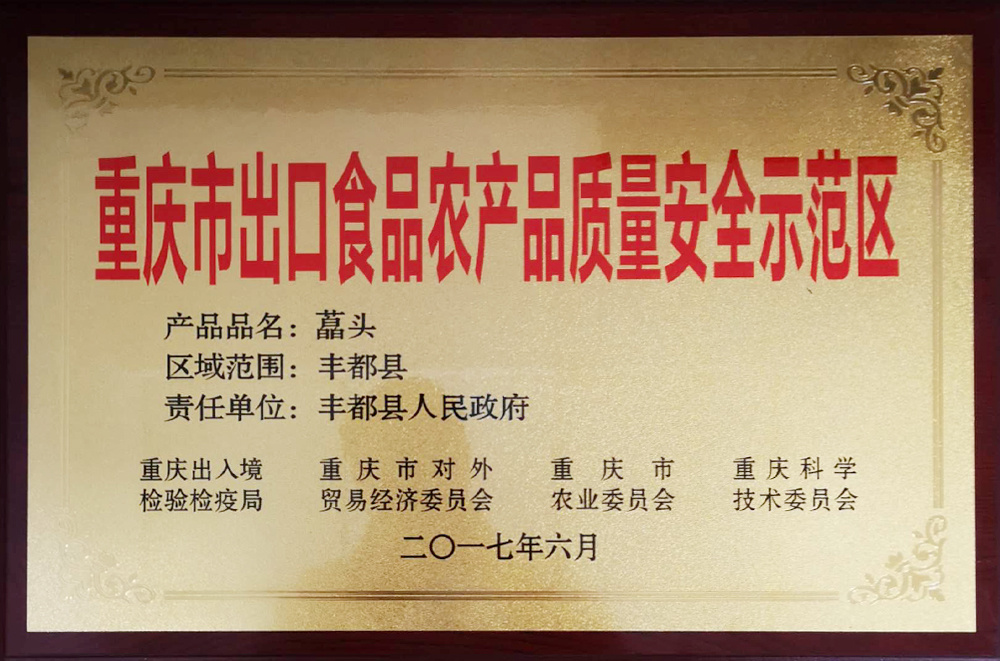 重庆市出口食品农产品质量安全示范区
产品品名：藠头
区域范围：丰都县
责任单位：丰都县人民政府
重庆出入境 重庆市对外 重庆市 重庆科学
检验检疫局 贸易经济委员会 农业委员会 技术委员会
二〇一七年六月